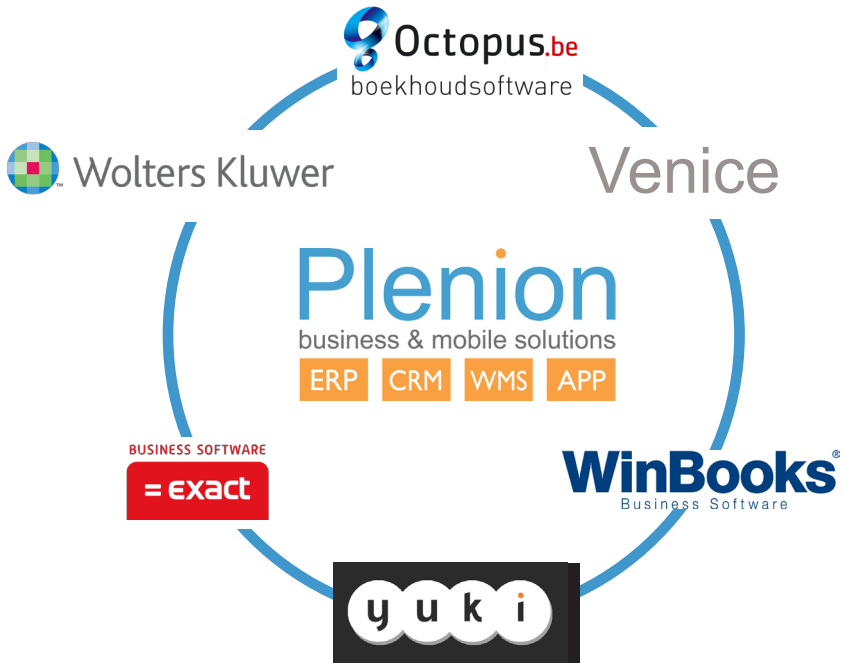 Octopus.be
boekhoudsoftware
Wolters Kluwer™
Venice
Plenion
business & mobile solutions
ERP CRM WMS APP
BUSINESS SOFTWARE
= exact
WinBooks®
Business Software
yuki